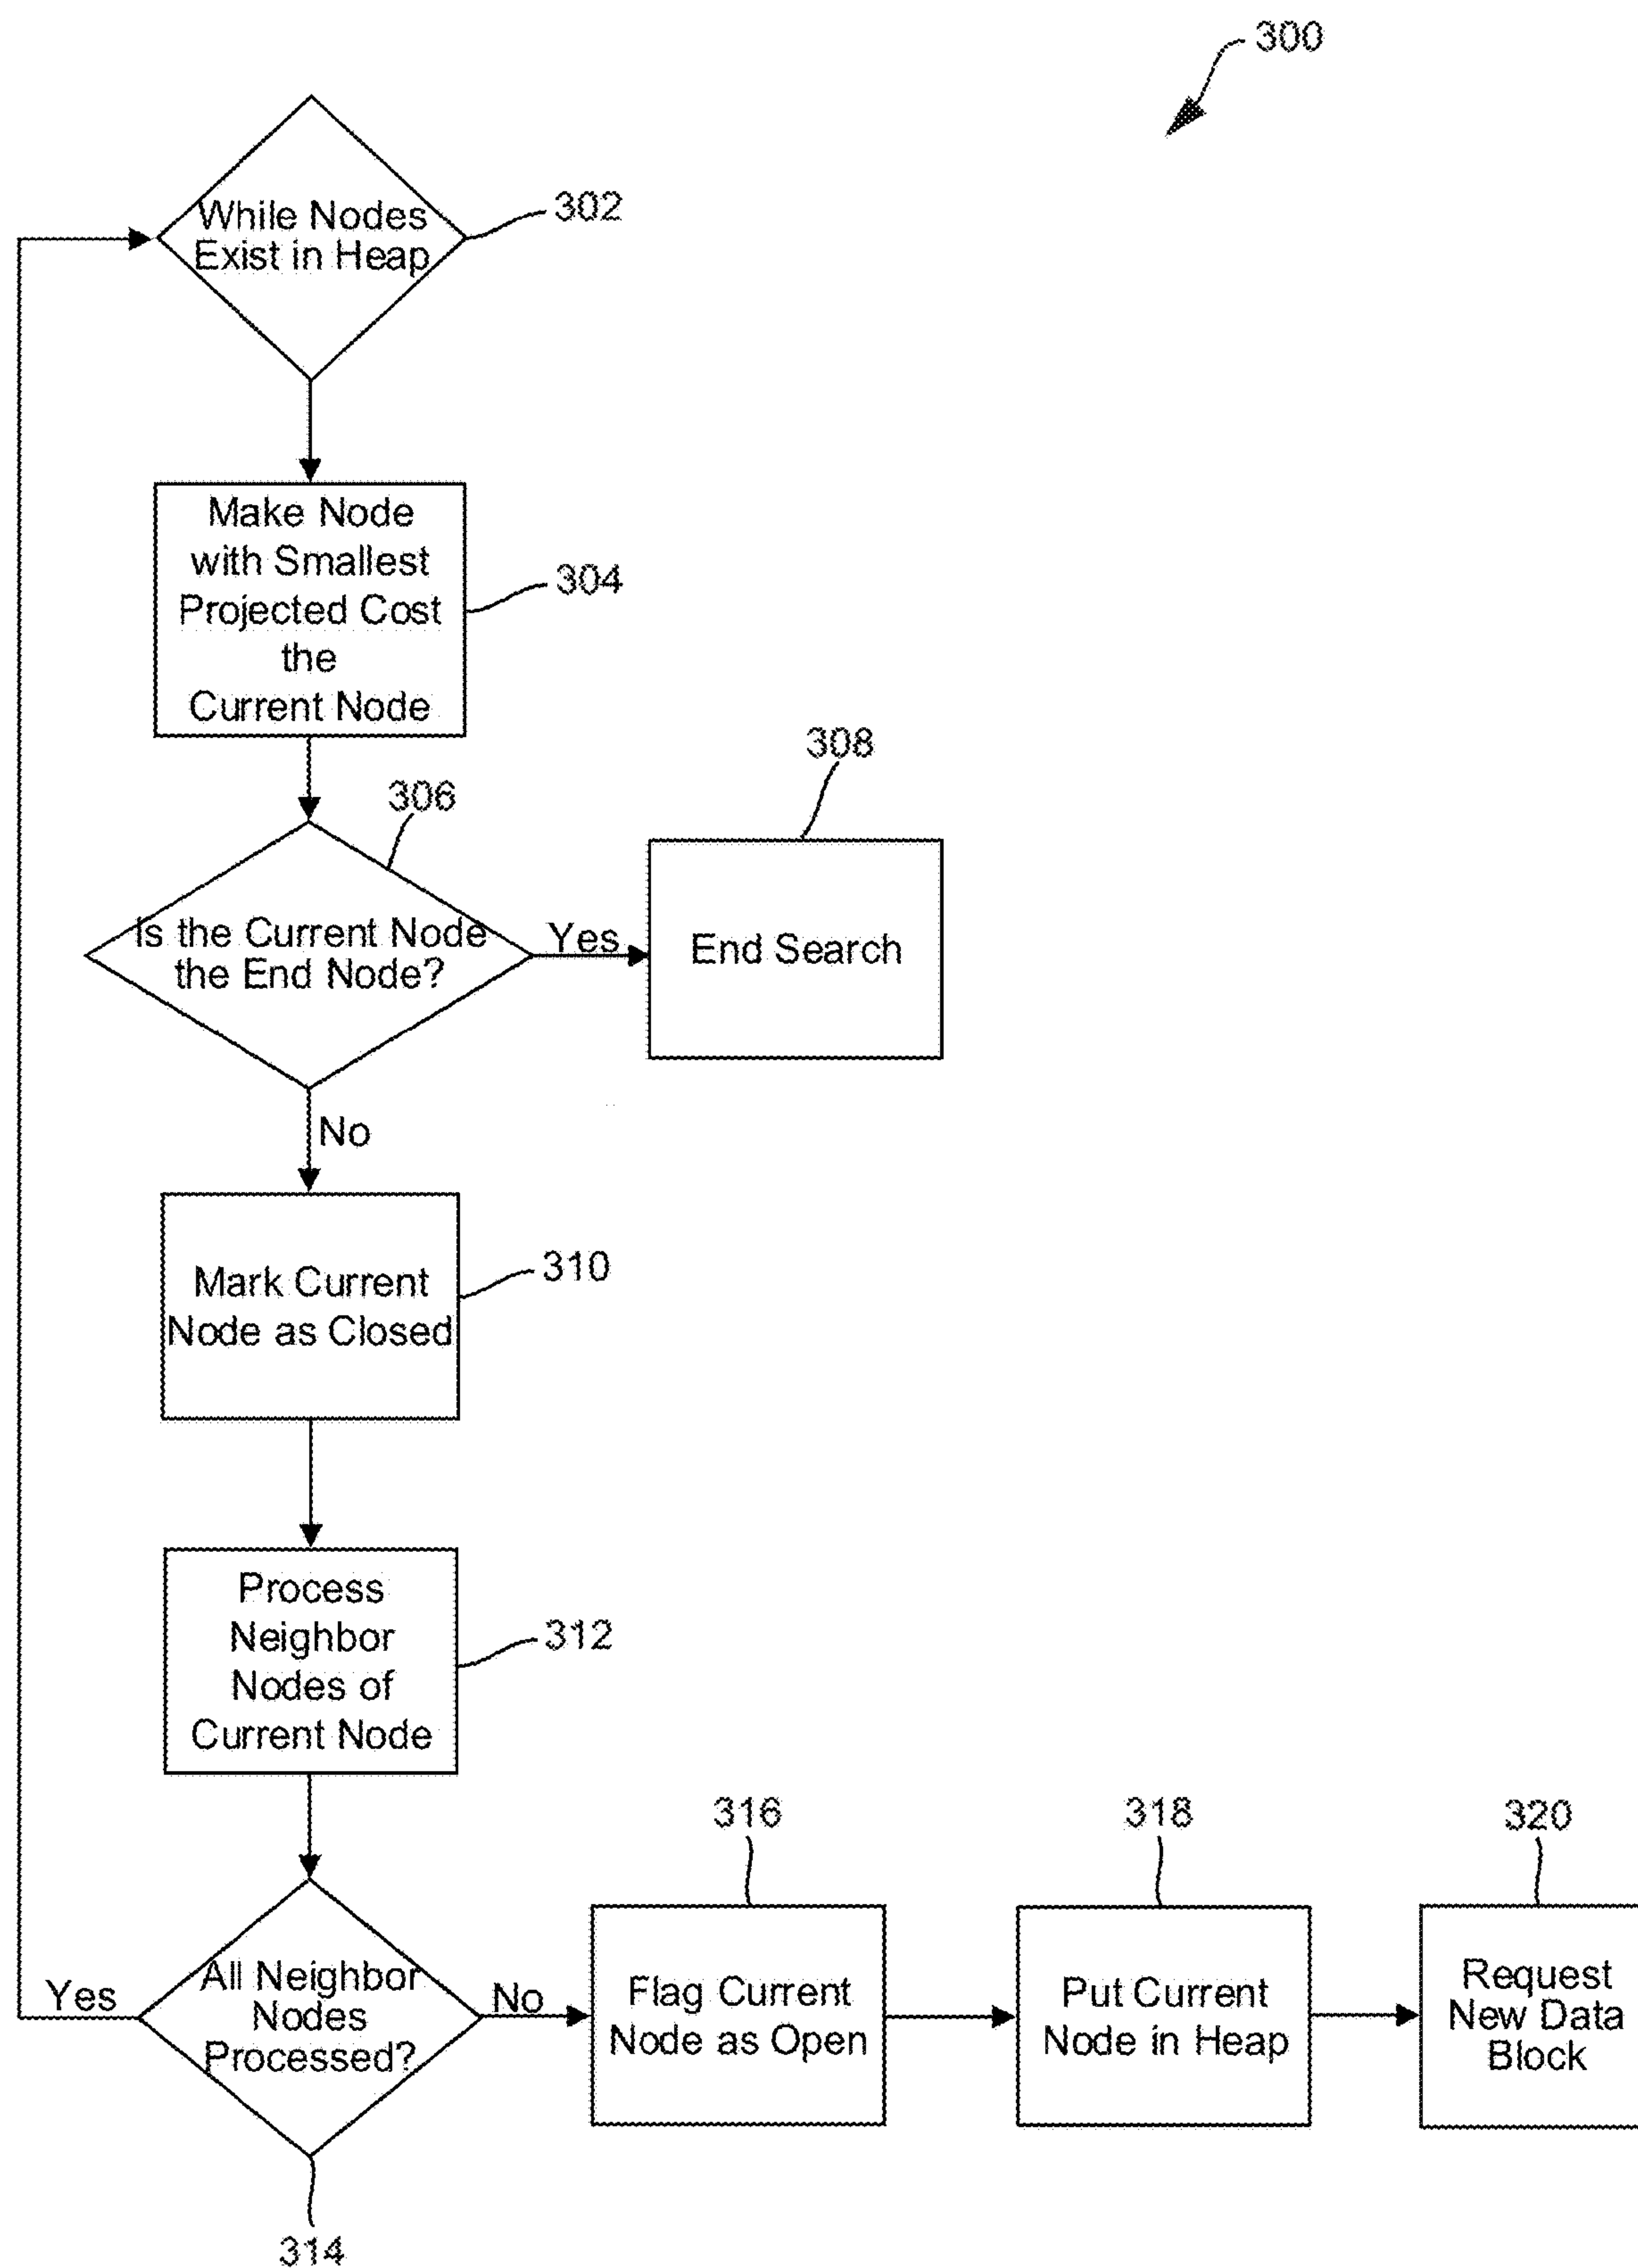 300
While Nodes
Exist in Heap
302
Make Node
with Smallest
Projected Cost
the
Current Node
304
308
306
Is the Current Node
the End Node?
Yes
End Search
No
Mark Current
Node as Closed
310
Process
Neighbor
Nodes of
Current Node
312
316
318
320
All Neighbor
Nodes
Processed?
Yes
No
Flag Current
Node as Open
Put Current
Node in Heap
Request
New Data
Block
314